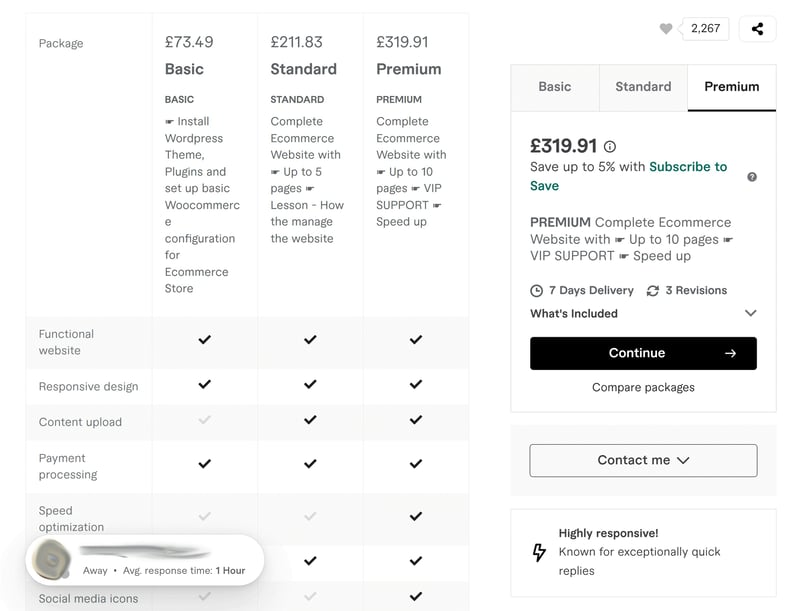 Package
£73.49
Basic
BASIC
☛ Install
Wordpress
Theme,
Plugins and
set up basic
Woocommerc
e
configuration
for
Ecommerce
Store
£211.83
Standard
STANDARD
Complete
Ecommerce
Website with
☛ Up to 5
pages ☛
Lesson - How
the manage
the website
£319.91
Premium
PREMIUM
Complete
Ecommerce
Website with
☛ Up to 10
pages ☛ VIP
SUPPORT ☛
Speed up
Functional
website
Responsive design
Content upload
Payment
processing
Speed
optimization
Social media icons
Away • Avg. response time: 1 Hour
2,267
Basic
Standard
Premium
£319.91
Save up to 5% with Subscribe to
Save
PREMIUM Complete Ecommerce
Website with ☛ Up to 10 pages ☛
VIP SUPPORT ☛ Speed up
7 Days Delivery
3 Revisions
What's Included
Continue
Compare packages
Contact me
Highly responsive!
Known for exceptionally quick
replies